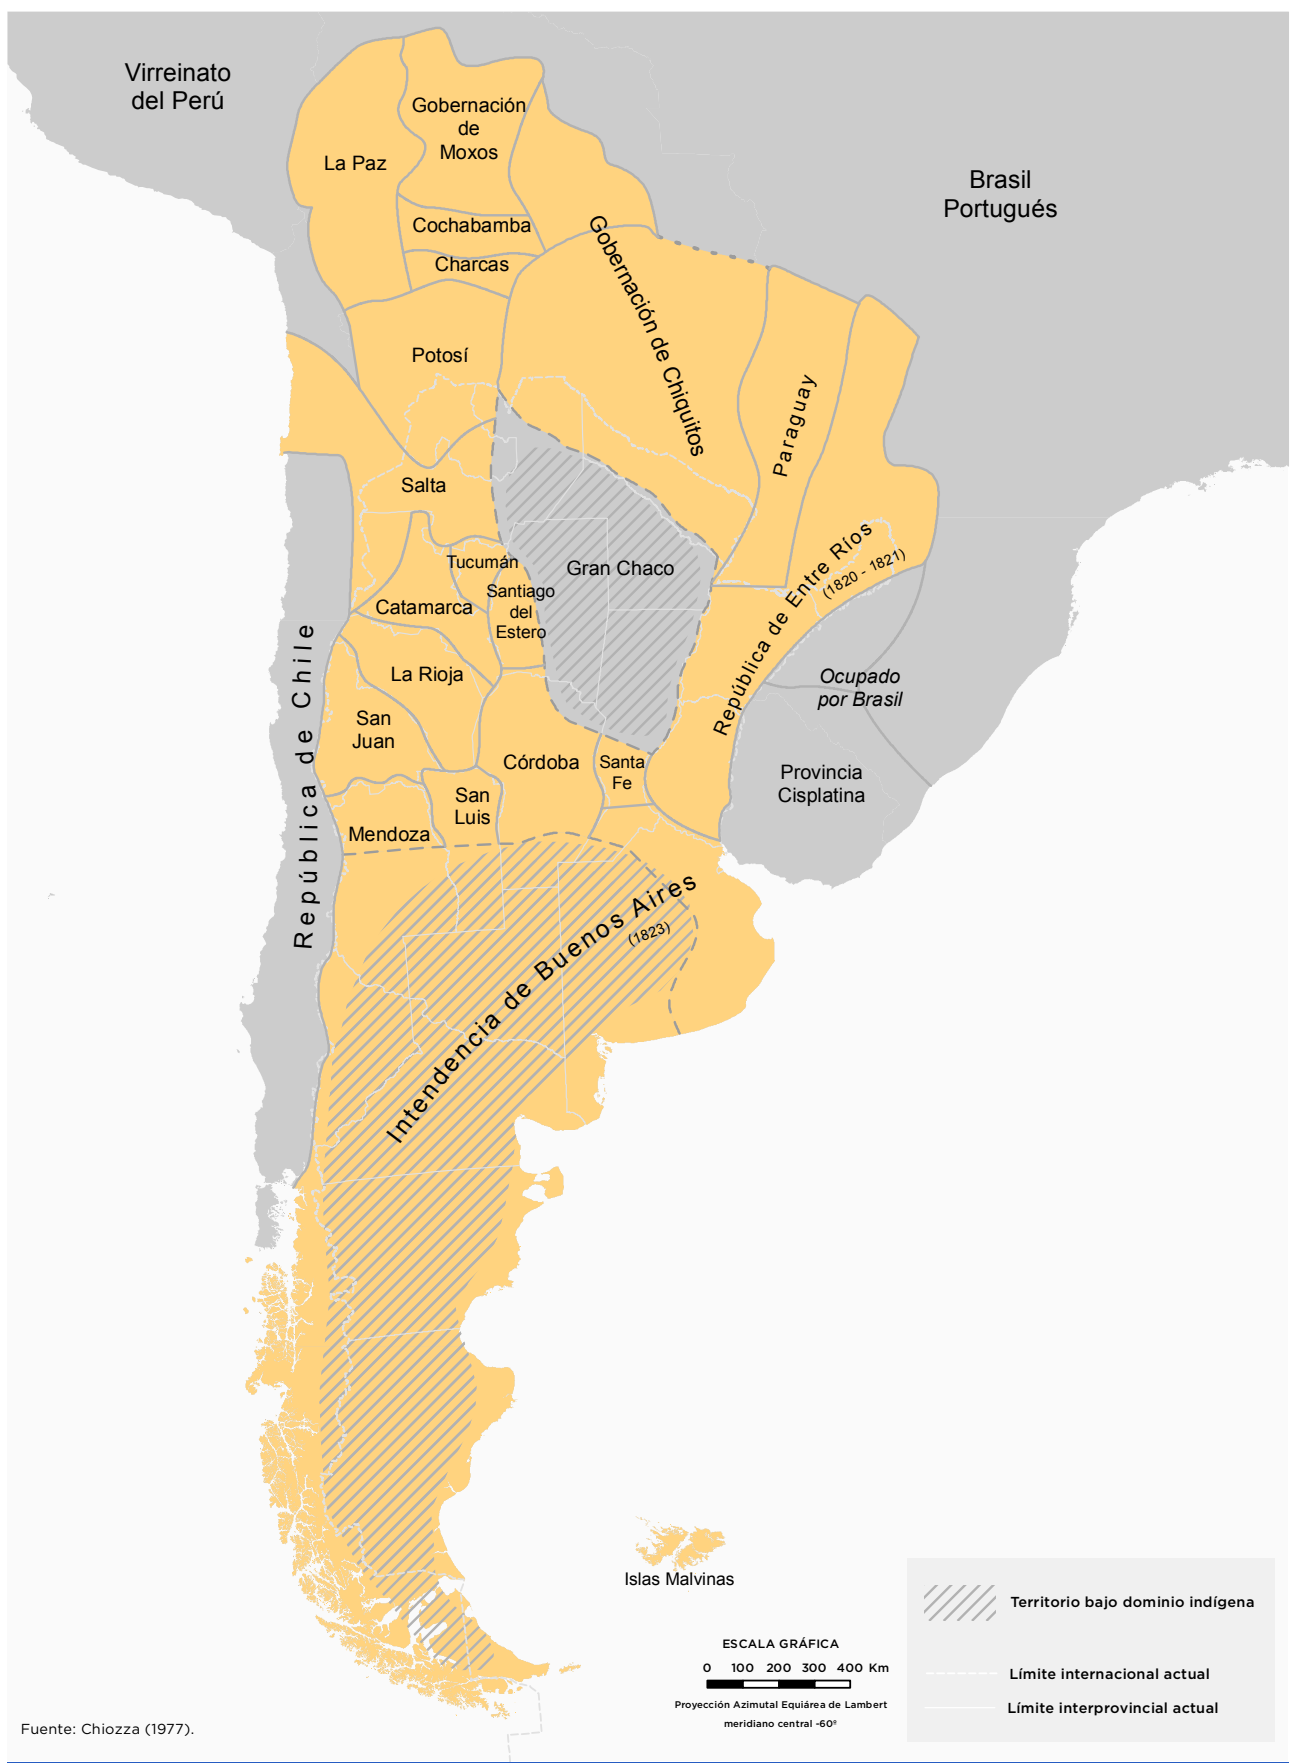 Virreinato
del Perú
Gobernación
de
Moxos
La Paz
Brasil
Portugués
Cochabamba
Charcas
Gobernación de Chiquitos
Potosí
Paraguay
Salta
República de Entre Ríos
(1820 - 1821)
Tucumán
Gran Chaco
Santiago
del
Estero
Catamarca
República de Chile
La Rioja
Ocupado
por Brasil
San
Juan
Córdoba
Santa
Fe
Provincia
Cisplatina
San
Luis
Mendoza
Intendencia de Buenos Aires
(1823)
Islas Malvinas
Territorio bajo dominio indígena
Límite internacional actual
Límite interprovincial actual
ESCALA GRÁFICA
0 100 200 300 400 Km
Proyección Azimutal Equiárea de Lambert
meridiano central -60º
Fuente: Chiozza (1977).